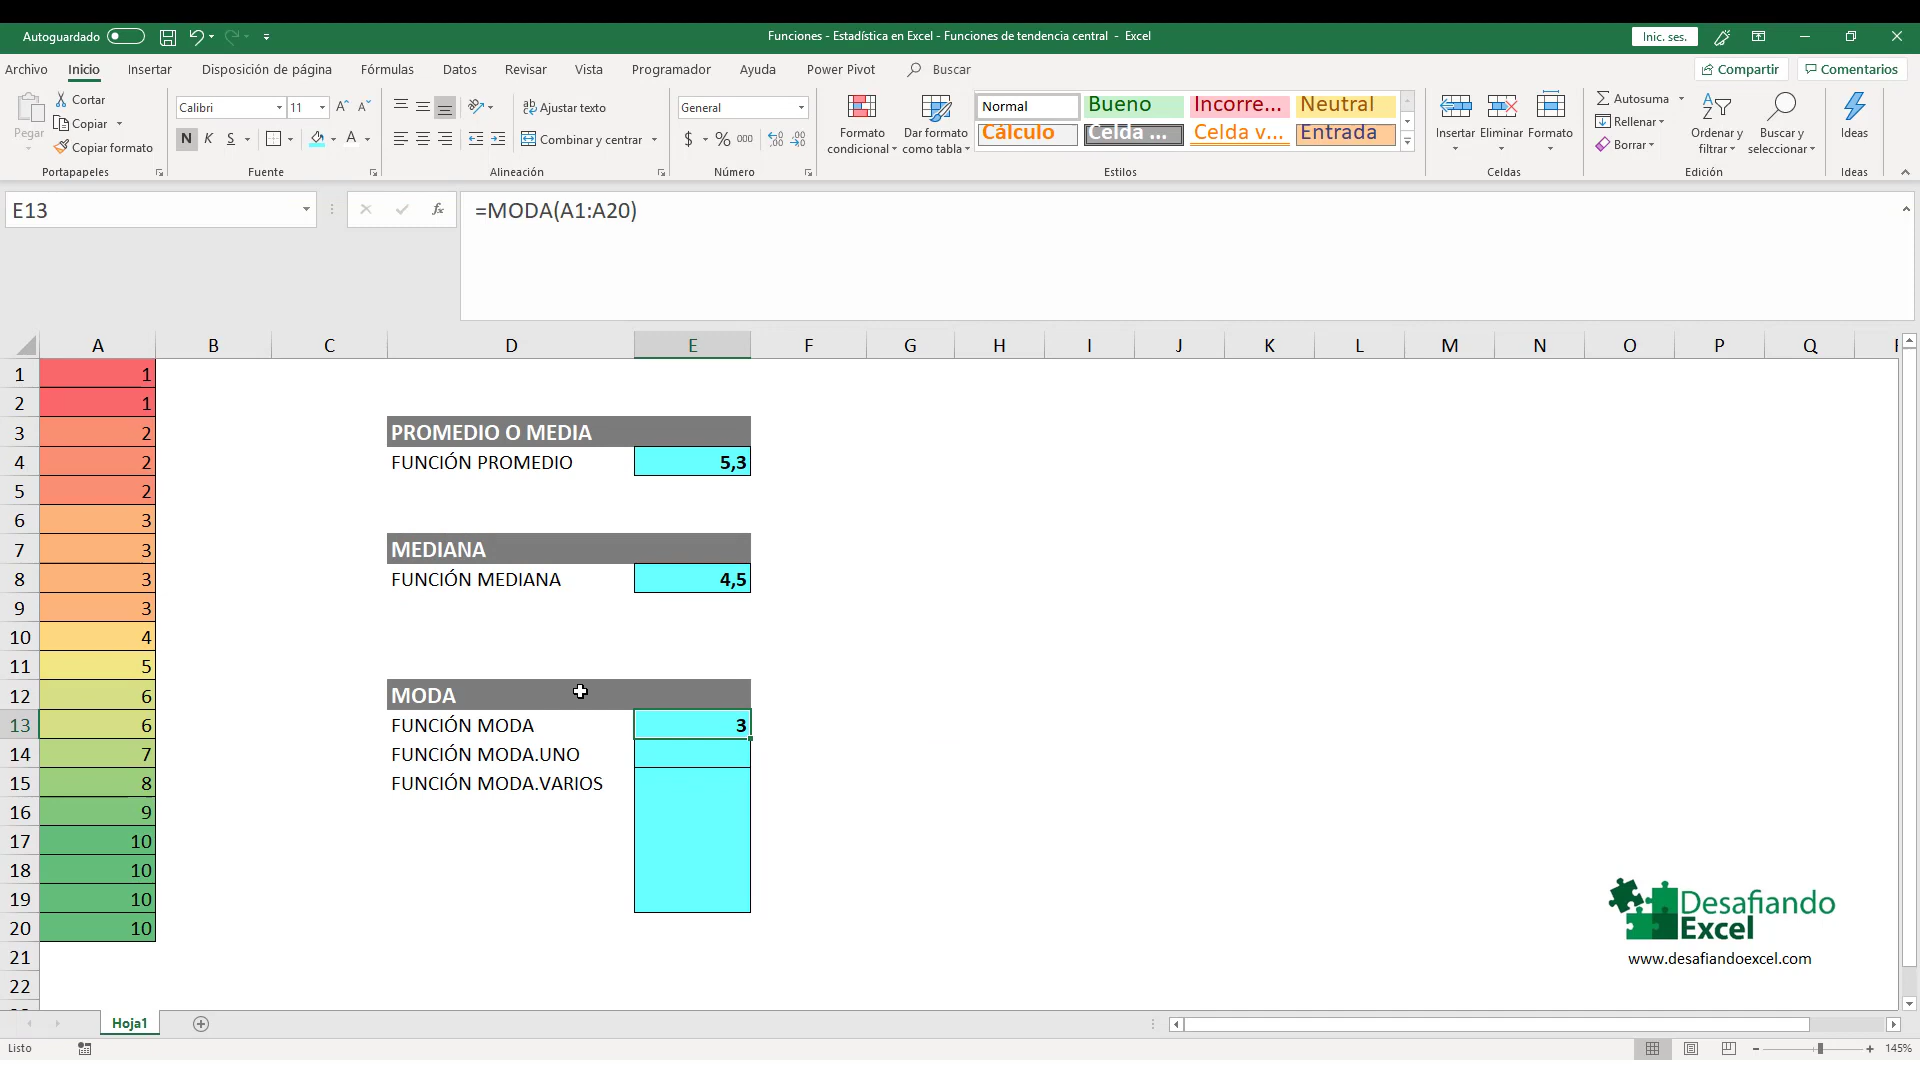 Autoguardado
Funciones - Estadística en Excel - Funciones de tendencia central - Excel
Inic. ses.
Archivo Inicio Insertar Disposición de página Fórmulas Datos Revisar Vista Programador Ayuda Power Pivot Buscar
Compartir Comentarios
Pegar
Cortar
Copiar
Copiar formato
Portapapeles
Calibri 11
N K S
Fuente
Ajustar texto
Combinar y centrar
Alineación
General
$ % 000
Número
Formato condicional
Dar formato como tabla
Normal Bueno Incorre... Neutral
Cálculo Celda ... Celda v... Entrada
Estilos
Insertar Eliminar Formato
Celdas
Autosuma
Rellenar
Borrar
Ordenar y filtrar
Buscar y seleccionar
Edición
Ideas
Ideas
E13 fx =MODA(A1:A20)
A B C D E F G H I J K L M N O P Q
1 1
2 1
3 2 PROMEDIO O MEDIA
4 2 FUNCIÓN PROMEDIO 5,3
5 2
6 3
7 3 MEDIANA
8 3 FUNCIÓN MEDIANA 4,5
9 3
10 4
11 5
12 6 MODA
13 6 FUNCIÓN MODA 3
14 7 FUNCIÓN MODA.UNO
15 8 FUNCIÓN MODA.VARIOS
16 9
17 10
18 10
19 10
20 10
21
22
Desafiando
Excel
www.desafiandoexcel.com
Hoja1
Listo
145%